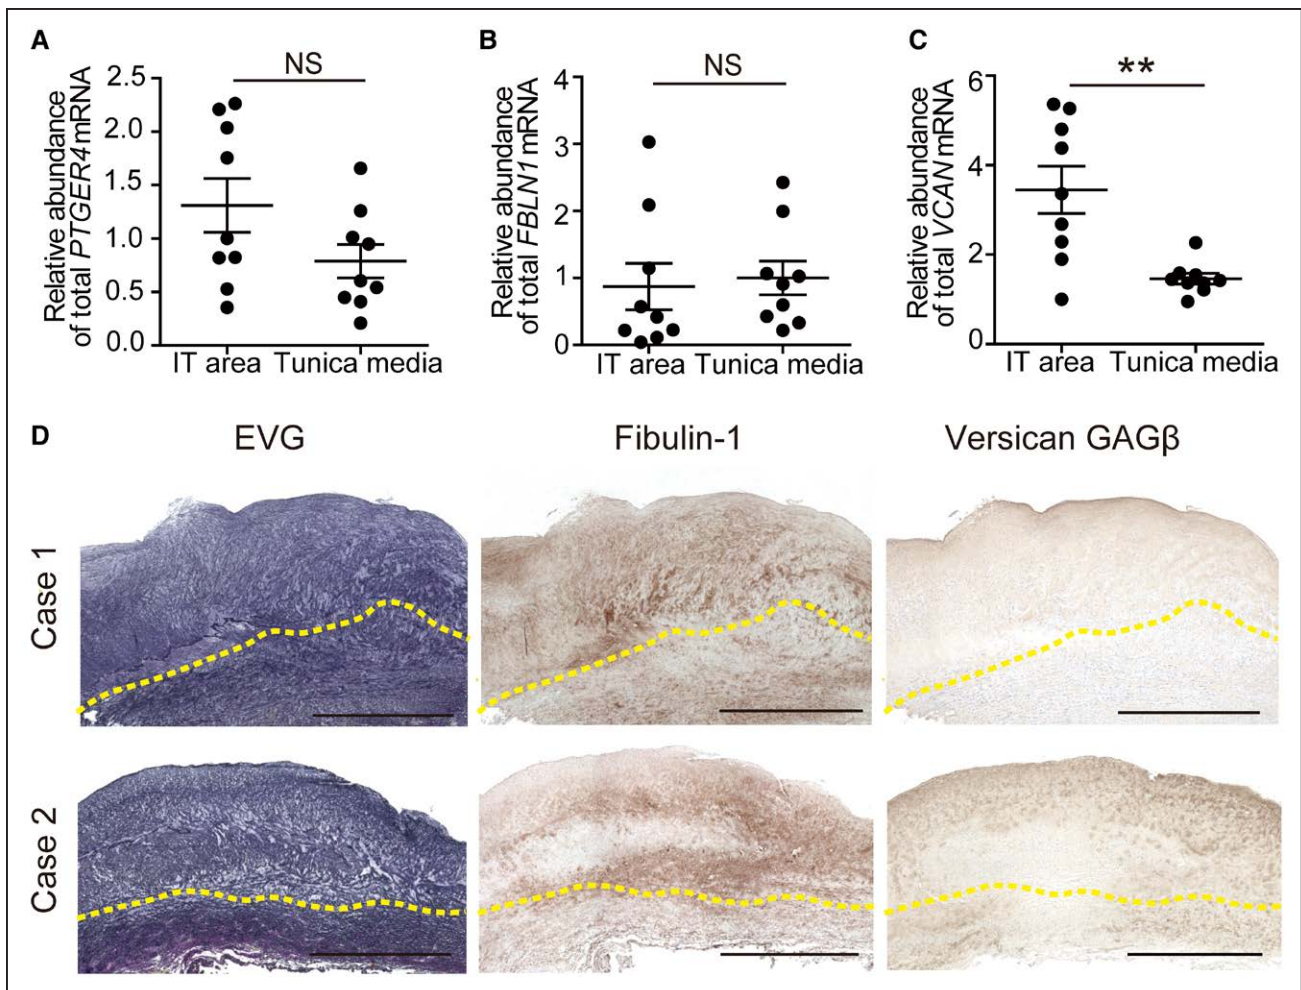 A
NS
Relative abundance
of total PTGER4 mRNA
2.5
2.0
1.5
1.0
0.5
0.0
IT area
Tunica media
B
NS
Relative abundance
of total FBLN1 mRNA
4
3
2
1
0
IT area
Tunica media
C
**
Relative abundance
of total VCAN mRNA
6
4
2
0
IT area
Tunica media
D
EVG
Fibulin-1
Versican GAGβ
Case 1
Case 2